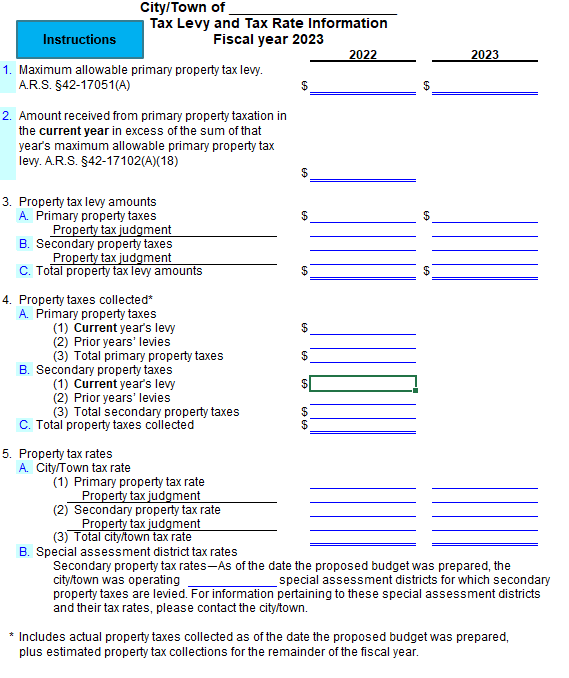 City/Town of
Tax Levy and Tax Rate Information
Instructions
Fiscal year 2023
2022 2023
1. Maximum allowable primary property tax levy.
A.R.S. §42-17051(A) $ $
2. Amount received from primary property taxation in
the current year in excess of the sum of that
year's maximum allowable primary property tax
levy. A.R.S. §42-17102(A)(18)
$
3. Property tax levy amounts
A. Primary property taxes $ $
Property tax judgment
B. Secondary property taxes
Property tax judgment
C. Total property tax levy amounts $ $
4. Property taxes collected*
A. Primary property taxes
(1) Current year's levy $
(2) Prior years' levies
(3) Total primary property taxes $
B. Secondary property taxes
(1) Current year's levy $
(2) Prior years' levies
(3) Total secondary property taxes $
C. Total property taxes collected $
5. Property tax rates
A. City/Town tax rate
(1) Primary property tax rate
Property tax judgment
(2) Secondary property tax rate
Property tax judgment
(3) Total city/town tax rate
B. Special assessment district tax rates
Secondary property tax rates—As of the date the proposed budget was prepared, the
city/town was operating special assessment districts for which secondary
property taxes are levied. For information pertaining to these special assessment districts
and their tax rates, please contact the city/town.
* Includes actual property taxes collected as of the date the proposed budget was prepared,
plus estimated property tax collections for the remainder of the fiscal year.